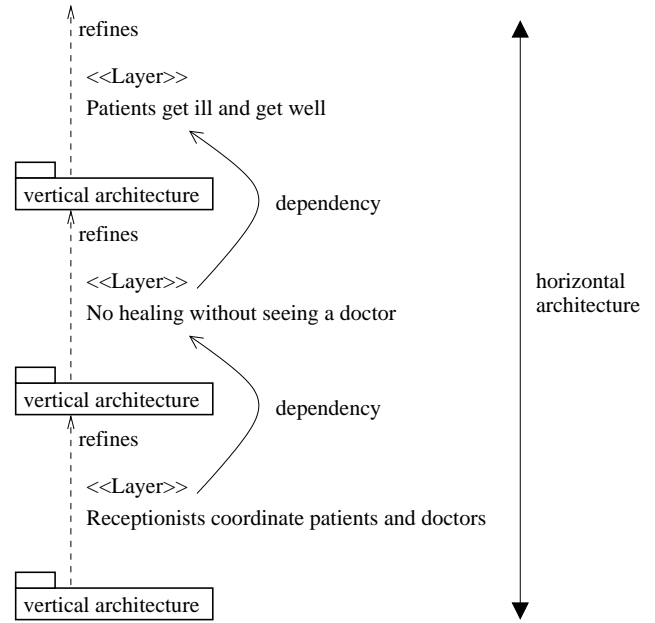 refines
<<Layer>>
Patients get ill and get well
vertical architecture
dependency
refines
<<Layer>>
No healing without seeing a doctor
horizontal
architecture
vertical architecture
dependency
refines
<<Layer>>
Receptionists coordinate patients and doctors
vertical architecture